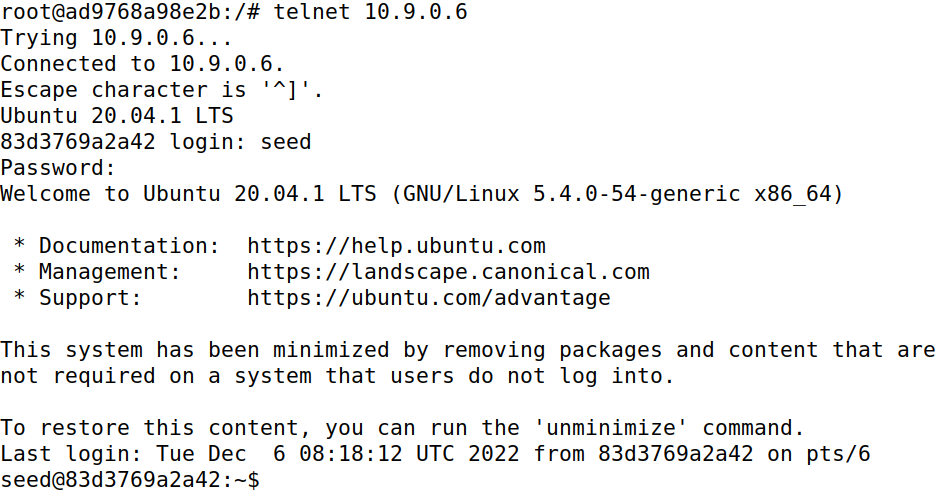 root@ad9768a98e2b:/# telnet 10.9.0.6
Trying 10.9.0.6...
Connected to 10.9.0.6.
Escape character is '^]'.
Ubuntu 20.04.1 LTS
83d3769a2a42 login: seed
Password:
Welcome to Ubuntu 20.04.1 LTS (GNU/Linux 5.4.0-54-generic x86_64)

 * Documentation:  https://help.ubuntu.com
 * Management:     https://landscape.canonical.com
 * Support:        https://ubuntu.com/advantage

This system has been minimized by removing packages and content that are
not required on a system that users do not log into.

To restore this content, you can run the 'unminimize' command.
Last login: Tue Dec  6 08:18:12 UTC 2022 from 83d3769a2a42 on pts/6
seed@83d3769a2a42:~$